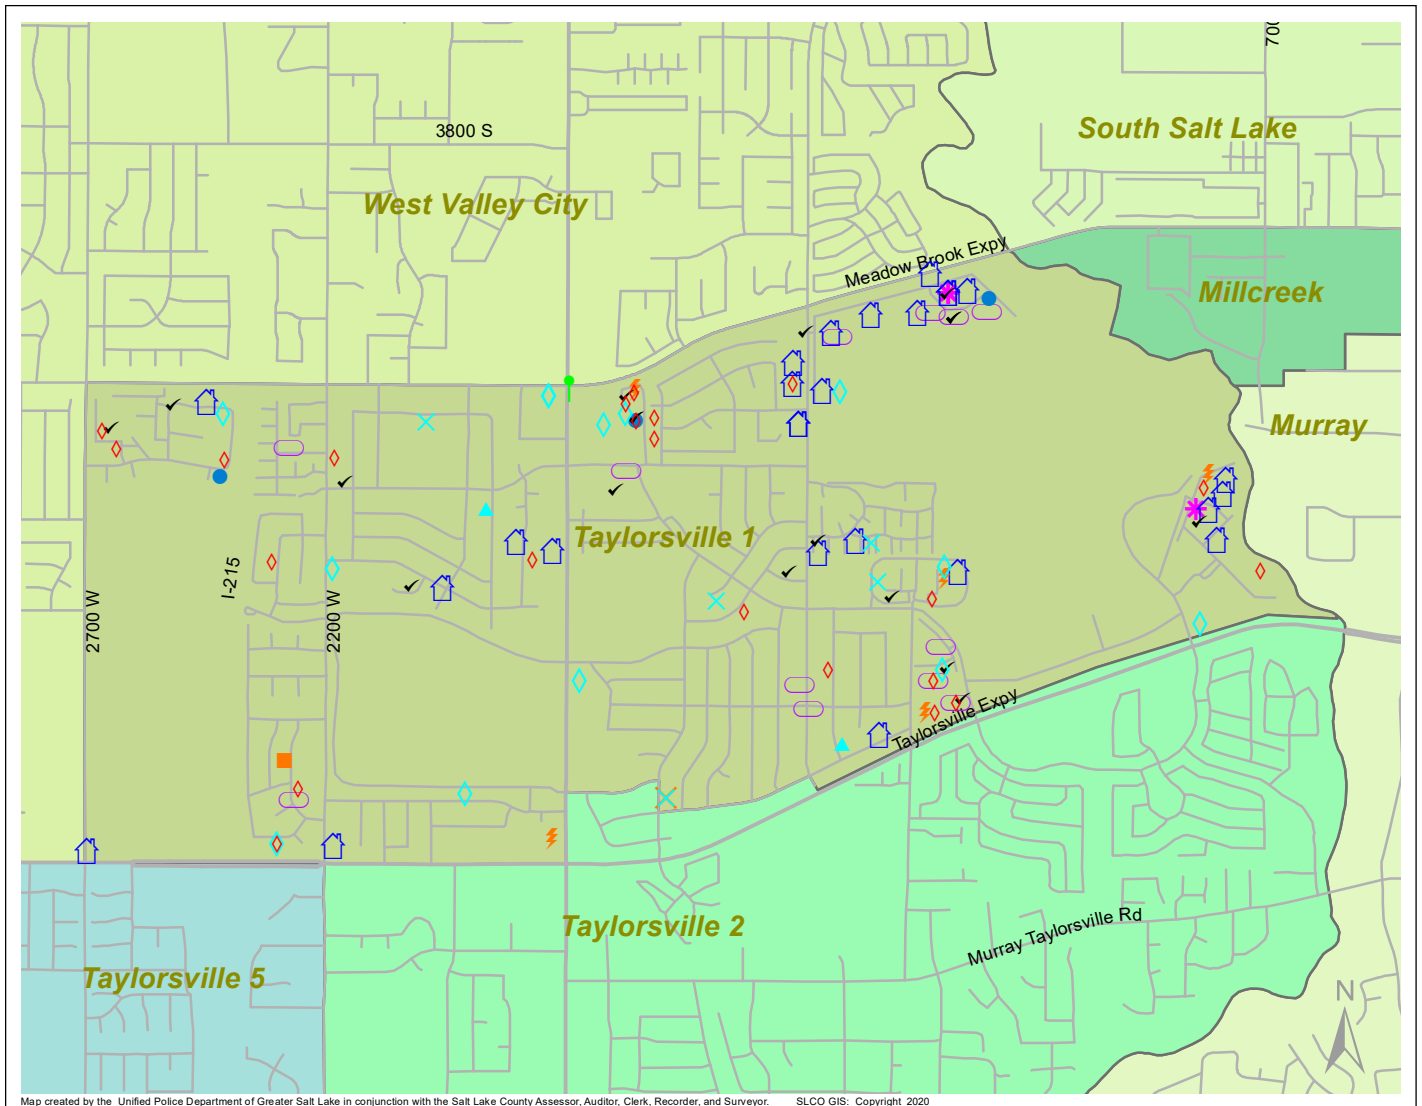 700
3800 S
South Salt Lake
West Valley City
Meadow Brook Expy
Millcreek
Murray
Taylorsville 1
I-215
2700 W
2200 W
Taylorsville Expy
Taylorsville 2
Murray Taylorsville Rd
Taylorsville 5
N
Map created by the Unified Police Department of Greater Salt Lake in conjunction with the Salt Lake County Assessor, Auditor, Clerk, Recorder, and Surveyor. SLCO GIS: Copyright 2020